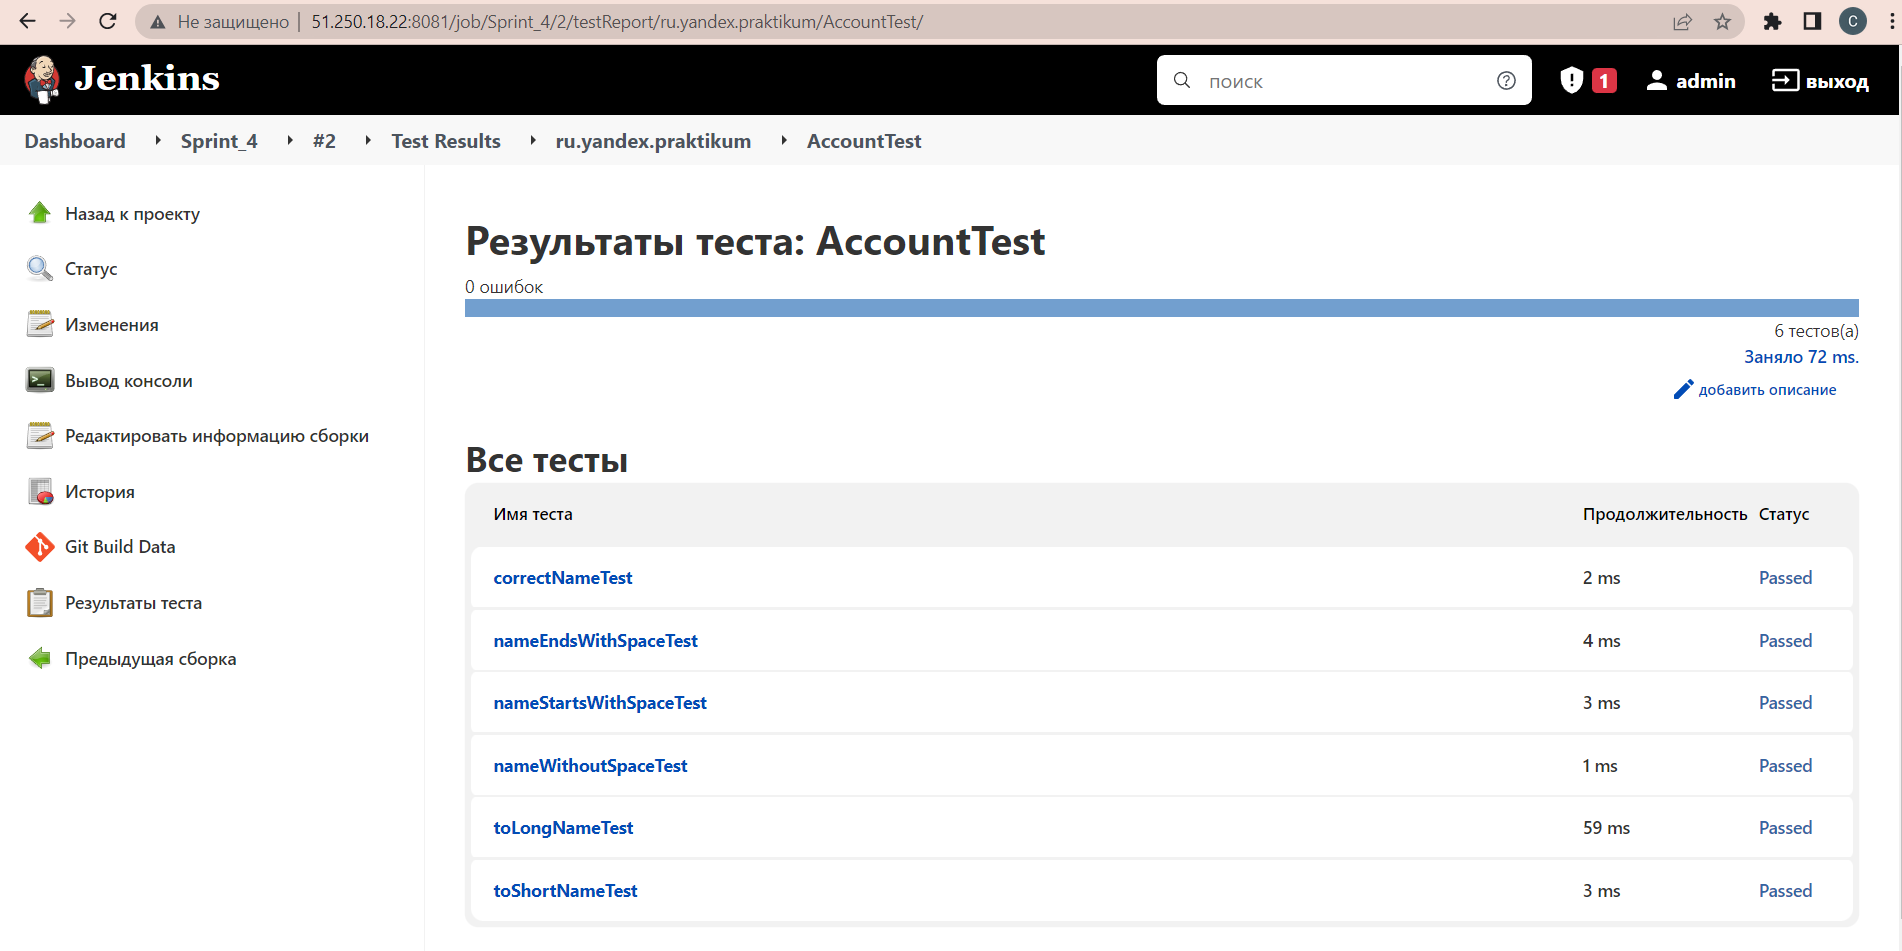 Не защищено | 51.250.18.22:8081/job/Sprint_4/2/testReport/ru.yandex.praktikum/AccountTest/
C
Jenkins
поиск
1
admin
выход
Dashboard Sprint_4 #2 Test Results ru.yandex.praktikum AccountTest
Назад к проекту
Статус
Изменения
Вывод консоли
Редактировать информацию сборки
История
Git Build Data
Результаты теста
Предыдущая сборка
Результаты теста: AccountTest
0 ошибок
6 тестов(а)
Заняло 72 ms.
добавить описание
Все тесты
Имя теста Продолжительность Статус
correctNameTest 2 ms Passed
nameEndsWithSpaceTest 4 ms Passed
nameStartsWithSpaceTest 3 ms Passed
nameWithoutSpaceTest 1 ms Passed
toLongNameTest 59 ms Passed
toShortNameTest 3 ms Passed